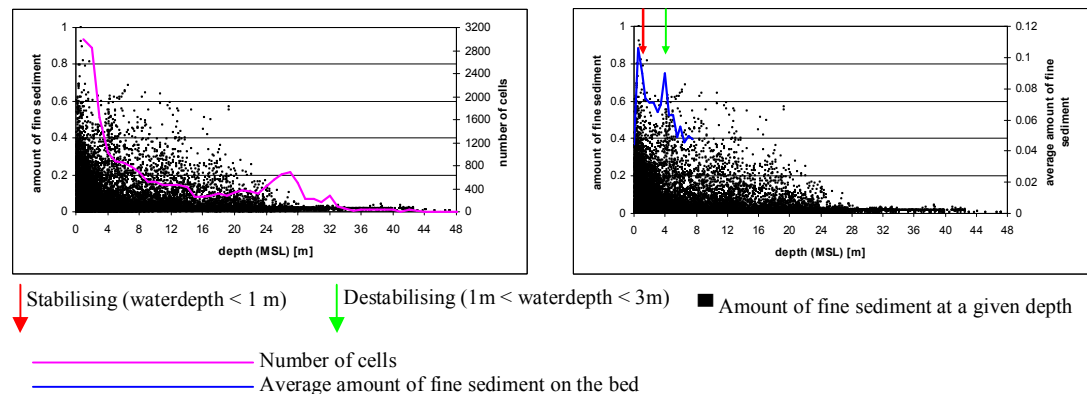 amount of fine sediment
1
0.8
0.6
0.4
0.2
0
3200
2800
2400
2000
1600
1200
800
400
0
number of cells
0 4 8 12 16 20 24 28 32 36 40 44 48
depth (MSL) [m]
amount of fine sediment
1
0.8
0.6
0.4
0.2
0
0.12
0.1
0.08
0.06
0.04
0.02
0
average amount of fine
sediment
0 4 8 12 16 20 24 28 32 36 40 44 48
depth (MSL) [m]
Stabilising (waterdepth < 1 m)
Destabilising (1m < waterdepth < 3m)
Amount of fine sediment at a given depth
Number of cells
Average amount of fine sediment on the bed